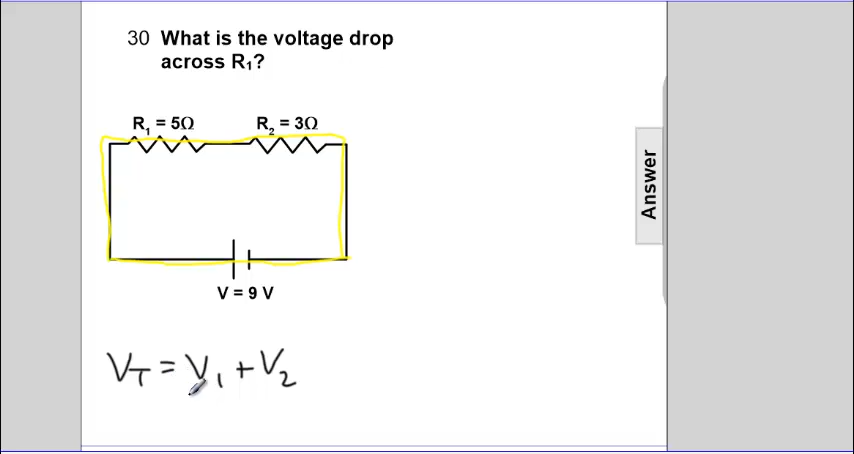 30 What is the voltage drop
across R₁?
R₁ = 5Ω R₂ = 3Ω
V = 9 V
V_T = V₁ + V₂
Answer